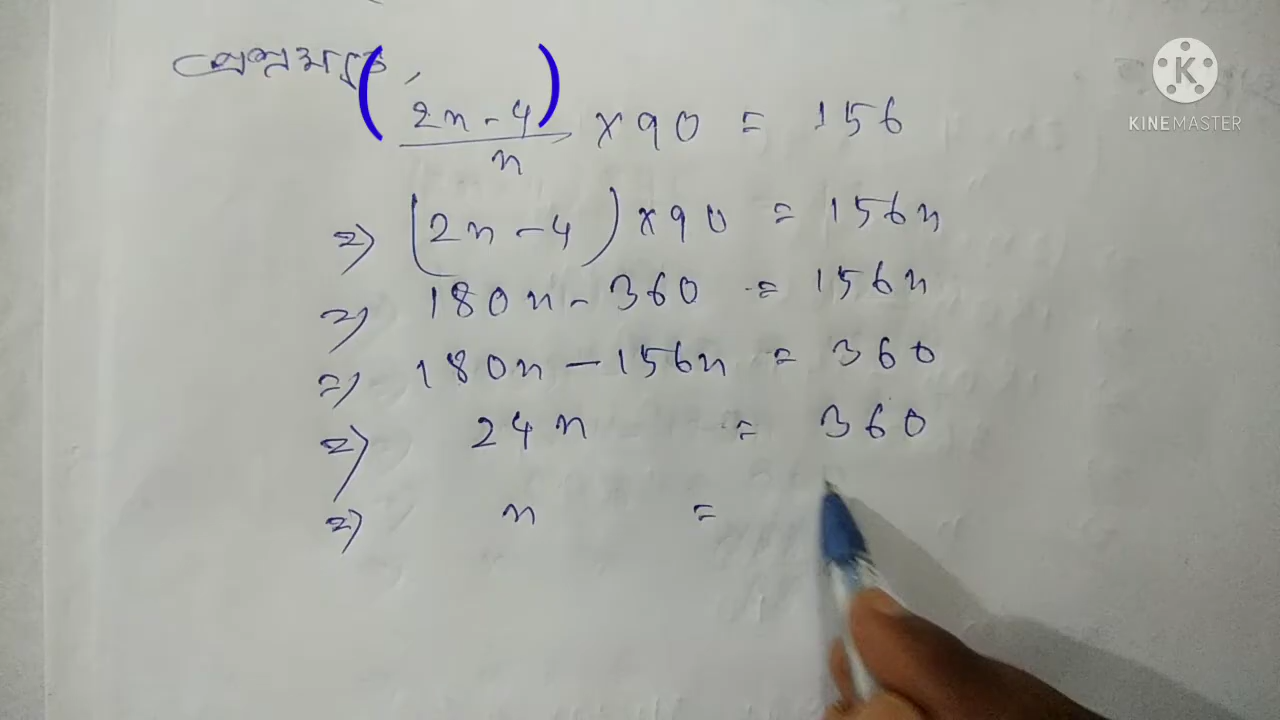 প্রশ্নমতে,
K
KINEMASTER
(2n-4)/n × 90 = 156
⇒ (2n-4) × 90 = 156n
⇒ 180n - 360 = 156n
⇒ 180n - 156n = 360
⇒ 24n = 360
⇒ n =